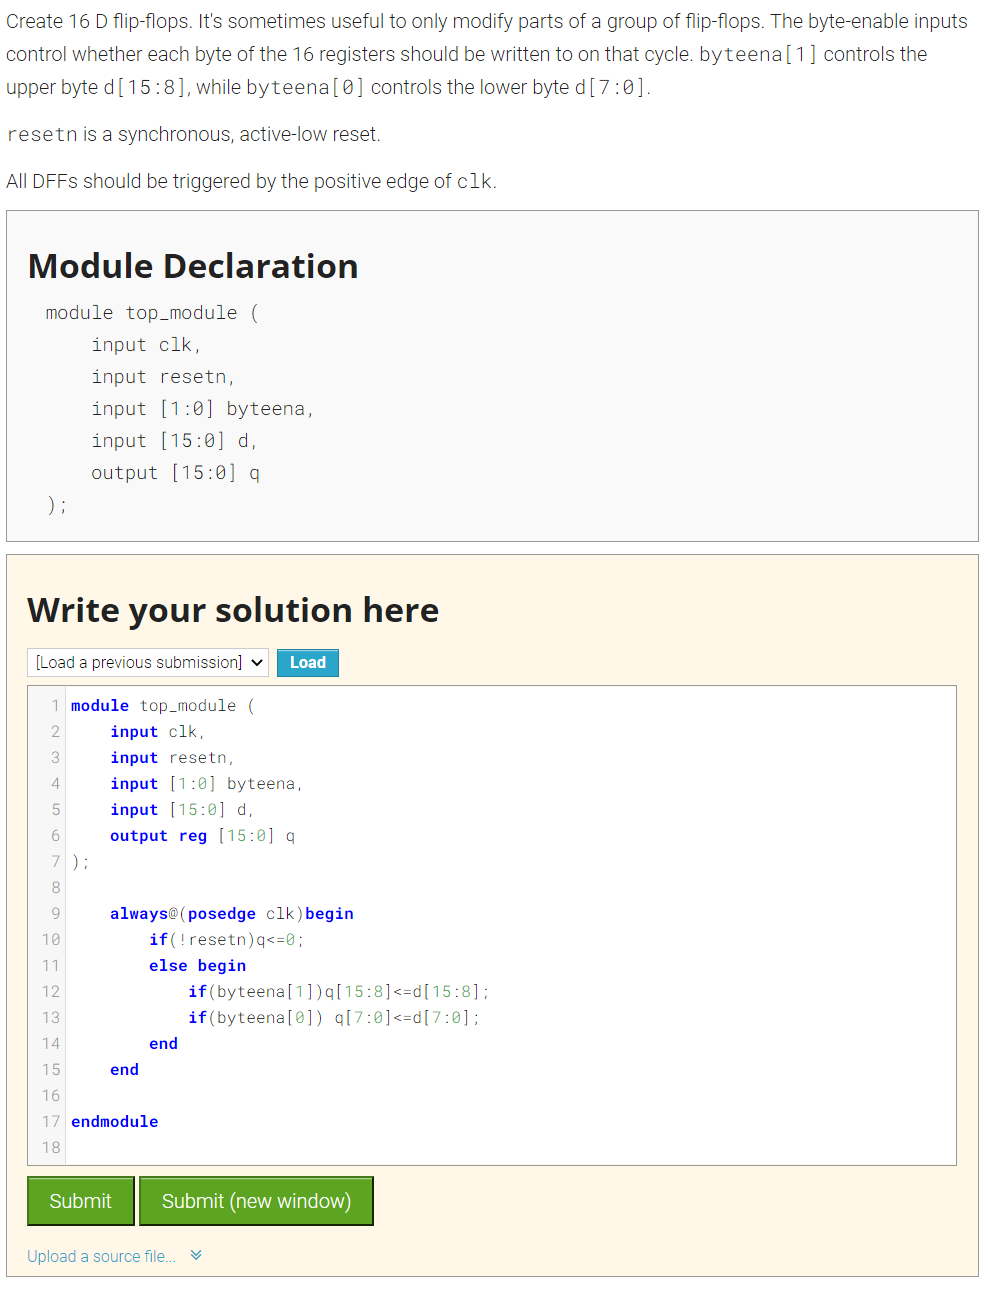 Create 16 D flip-flops. It's sometimes useful to only modify parts of a group of flip-flops. The byte-enable inputs
control whether each byte of the 16 registers should be written to on that cycle. byteena[1] controls the
upper byte d[15:8], while byteena[0] controls the lower byte d[7:0].
resetn is a synchronous, active-low reset.
All DFFs should be triggered by the positive edge of clk.
Module Declaration
module top_module (
    input clk,
    input resetn,
    input [1:0] byteena,
    input [15:0] d,
    output [15:0] q
);
Write your solution here
[Load a previous submission] Load
1 module top_module (
2     input clk,
3     input resetn,
4     input [1:0] byteena,
5     input [15:0] d,
6     output reg [15:0] q
7 );
8
9     always@(posedge clk)begin
10         if(!resetn)q<=0;
11         else begin
12             if(byteena[1])q[15:8]<=d[15:8];
13             if(byteena[0]) q[7:0]<=d[7:0];
14         end
15     end
16
17 endmodule
18
Submit Submit (new window)
Upload a source file...